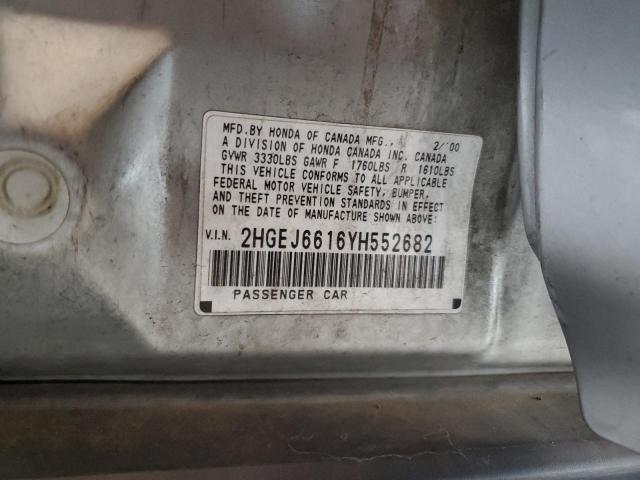 MFD.BY HONDA OF CANADA MFG., 2/00
A DIVISION OF HONDA CANADA INC. CANADA
GVWR 3330LBS GAWR F 1760LBS R 1610LBS
THIS VEHICLE CONFORMS TO ALL APPLICABLE
FEDERAL MOTOR VEHICLE SAFETY, BUMPER,
AND THEFT PREVENTION STANDARDS IN EFFECT
ON THE DATE OF MANUFACTURE SHOWN ABOVE:
V.I.N. 2HGEJ6616YH552682
PASSENGER CAR